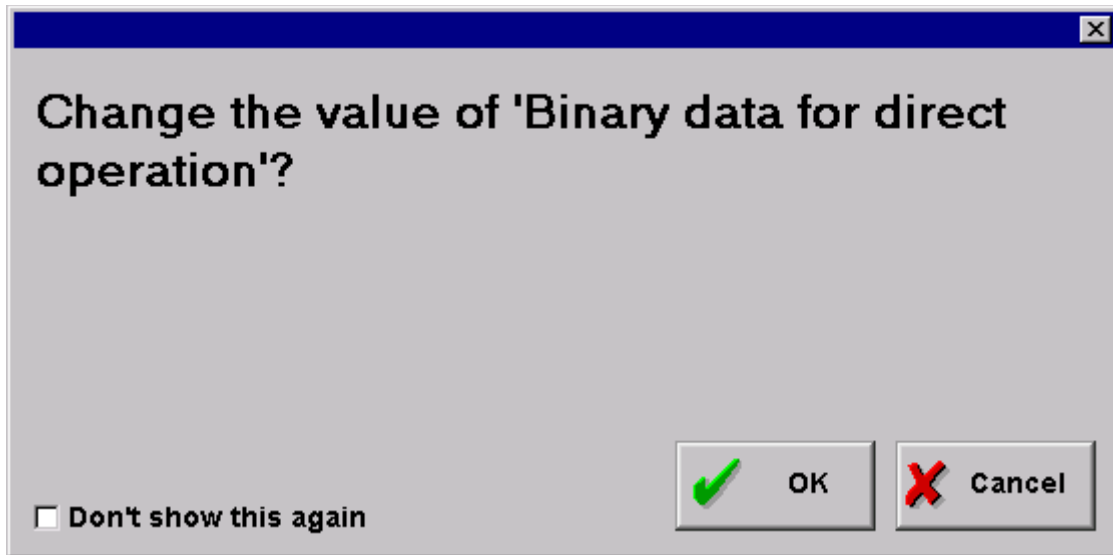 Change the value of 'Binary data for direct
operation'?
OK
Cancel
Don't show this again